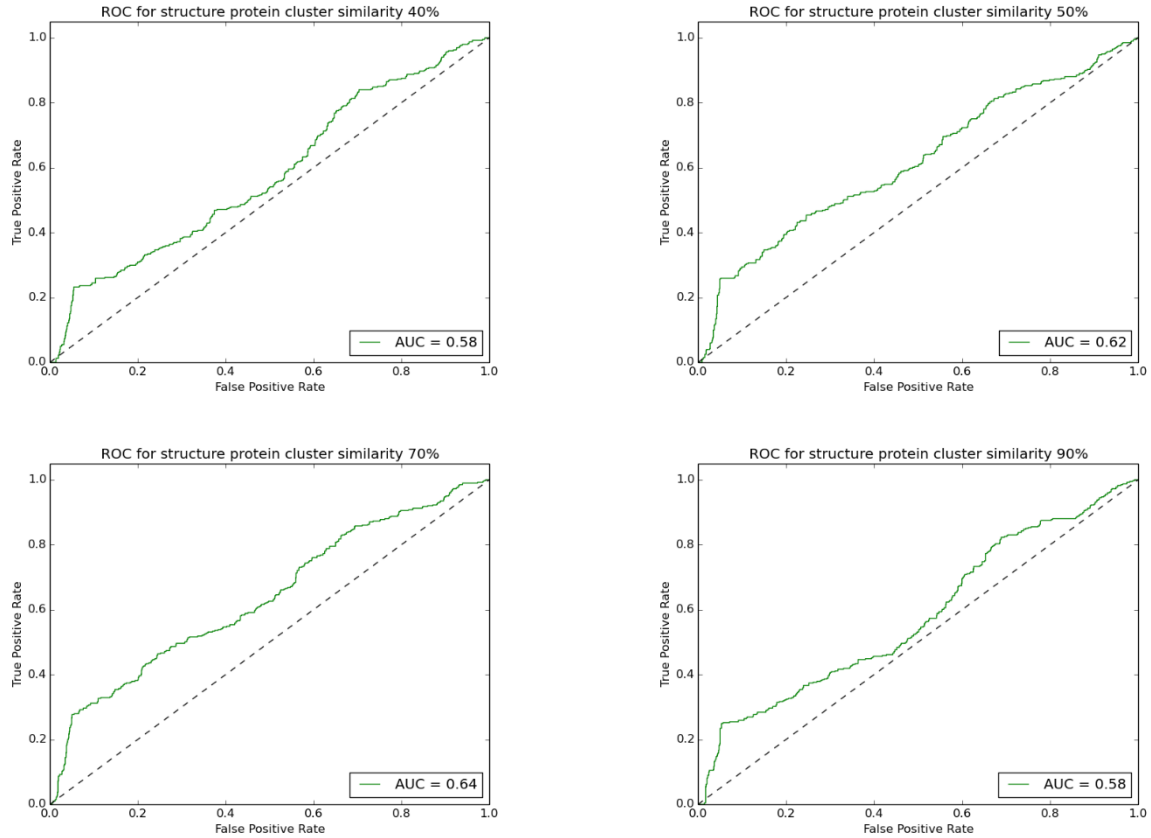 ROC for structure protein cluster similarity 40%
1.0
0.8
0.6
0.4
0.2
0.0
True Positive Rate
AUC = 0.58
0.0 0.2 0.4 0.6 0.8 1.0
False Positive Rate
ROC for structure protein cluster similarity 50%
1.0
0.8
0.6
0.4
0.2
0.0
True Positive Rate
AUC = 0.62
0.0 0.2 0.4 0.6 0.8 1.0
False Positive Rate
ROC for structure protein cluster similarity 70%
1.0
0.8
0.6
0.4
0.2
0.0
True Positive Rate
AUC = 0.64
0.0 0.2 0.4 0.6 0.8 1.0
False Positive Rate
ROC for structure protein cluster similarity 90%
1.0
0.8
0.6
0.4
0.2
0.0
True Positive Rate
AUC = 0.58
0.0 0.2 0.4 0.6 0.8 1.0
False Positive Rate